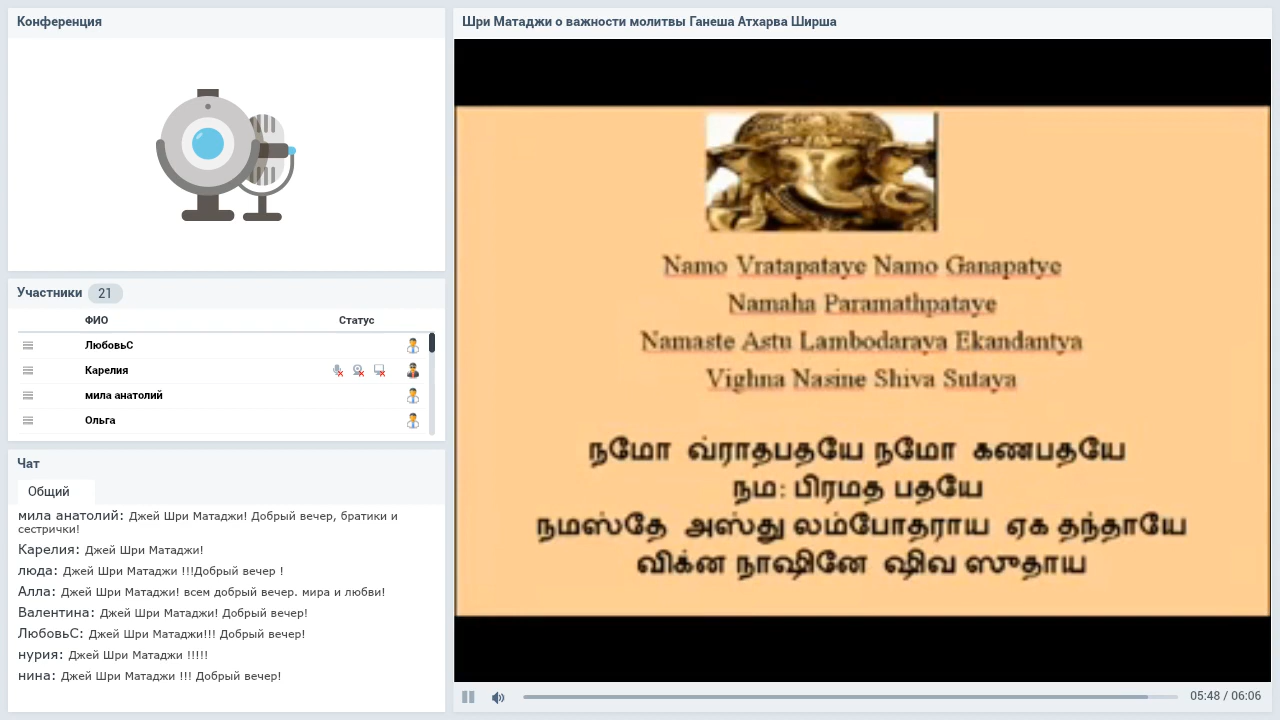 Конференция
Участники 21
ФИО Статус
ЛюбовьС
Карелия
мила анатолий
Ольга
Чат
Общий
мила анатолий: Джей Шри Матаджи! Добрый вечер, братики и
сестрички!
Карелия: Джей Шри Матаджи!
люда: Джей Шри Матаджи !!!Добрый вечер !
Алла: Джей Шри Матаджи! всем добрый вечер. мира и любви!
Валентина: Джей Шри Матаджи! Добрый вечер!
ЛюбовьС: Джей Шри Матаджи!!! Добрый вечер!
нурия: Джей Шри Матаджи !!!!!
нина: Джей Шри Матаджи !!! Добрый вечер!
Шри Матаджи о важности молитвы Ганеша Атхарва Ширша
Namo Vratapataye Namo Ganapatye
Namaha Paramathpataye
Namaste Astu Lambodaraya Ekandantya
Vighna Nasine Shiva Sutaya
நமோ வ்ராதபதயே நமோ கணபதயே
நம: பிரமத பதயே
நமஸ்தே அஸ்து லம்போதராய ஏக தந்தாயே
விக்ன நாஷினே ஷிவ ஸுதாய
05:48 / 06:06